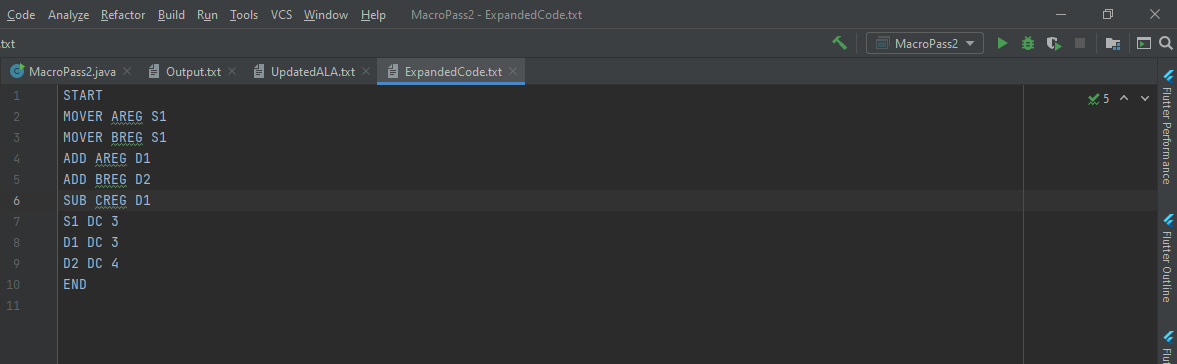 Code Analyze Refactor Build Run Tools VCS Window Help MacroPass2 - ExpandedCode.txt
.txt MacroPass2
MacroPass2.java Output.txt UpdatedALA.txt ExpandedCode.txt
1 START
2 MOVER AREG S1
3 MOVER BREG S1
4 ADD AREG D1
5 ADD BREG D2
6 SUB CREG D1
7 S1 DC 3
8 D1 DC 3
9 D2 DC 4
10 END
11
5
Flutter Performance
Flutter Outline